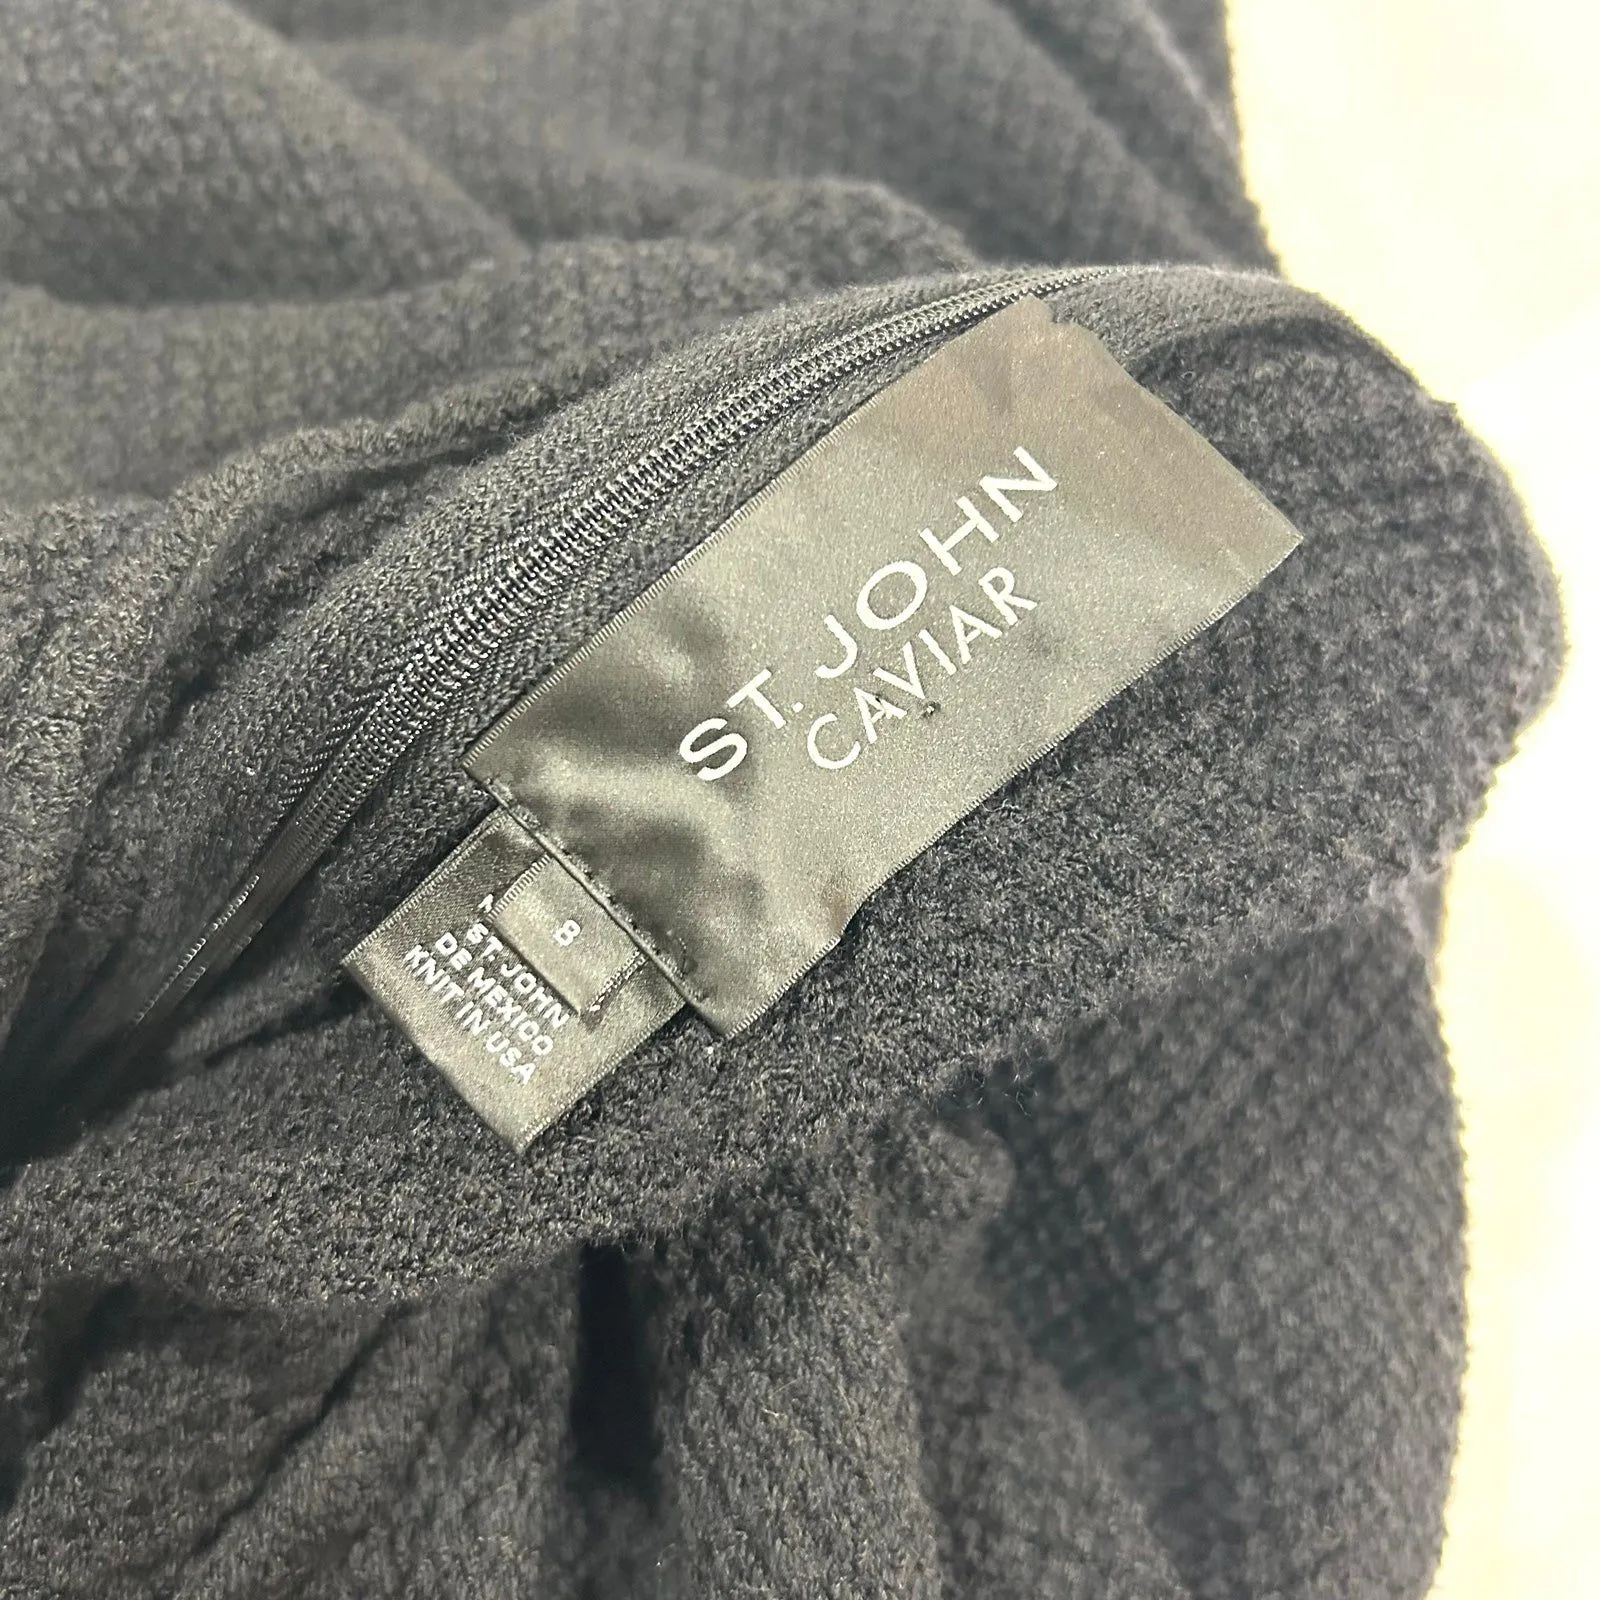 ST. JOHN
CAVIAR
8
ST. JOHN
DE MEXICO
KNIT IN USA